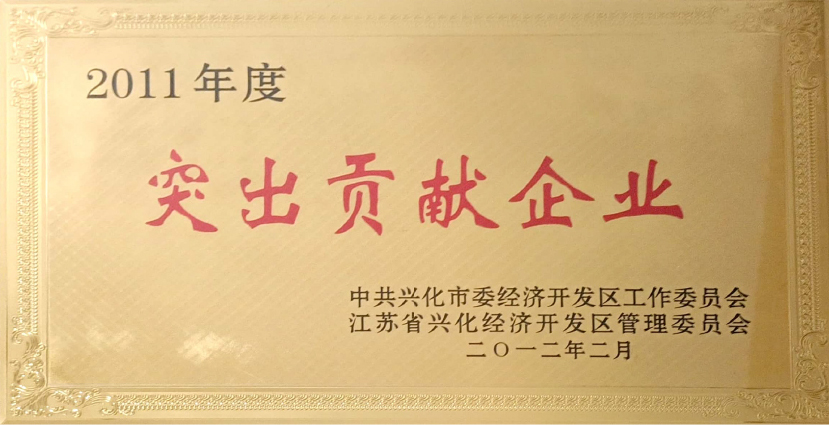 2011年度
突出贡献企业
中共兴化市委经济开发区工作委员会
江苏省兴化经济开发区管理委员会
二〇一二年二月